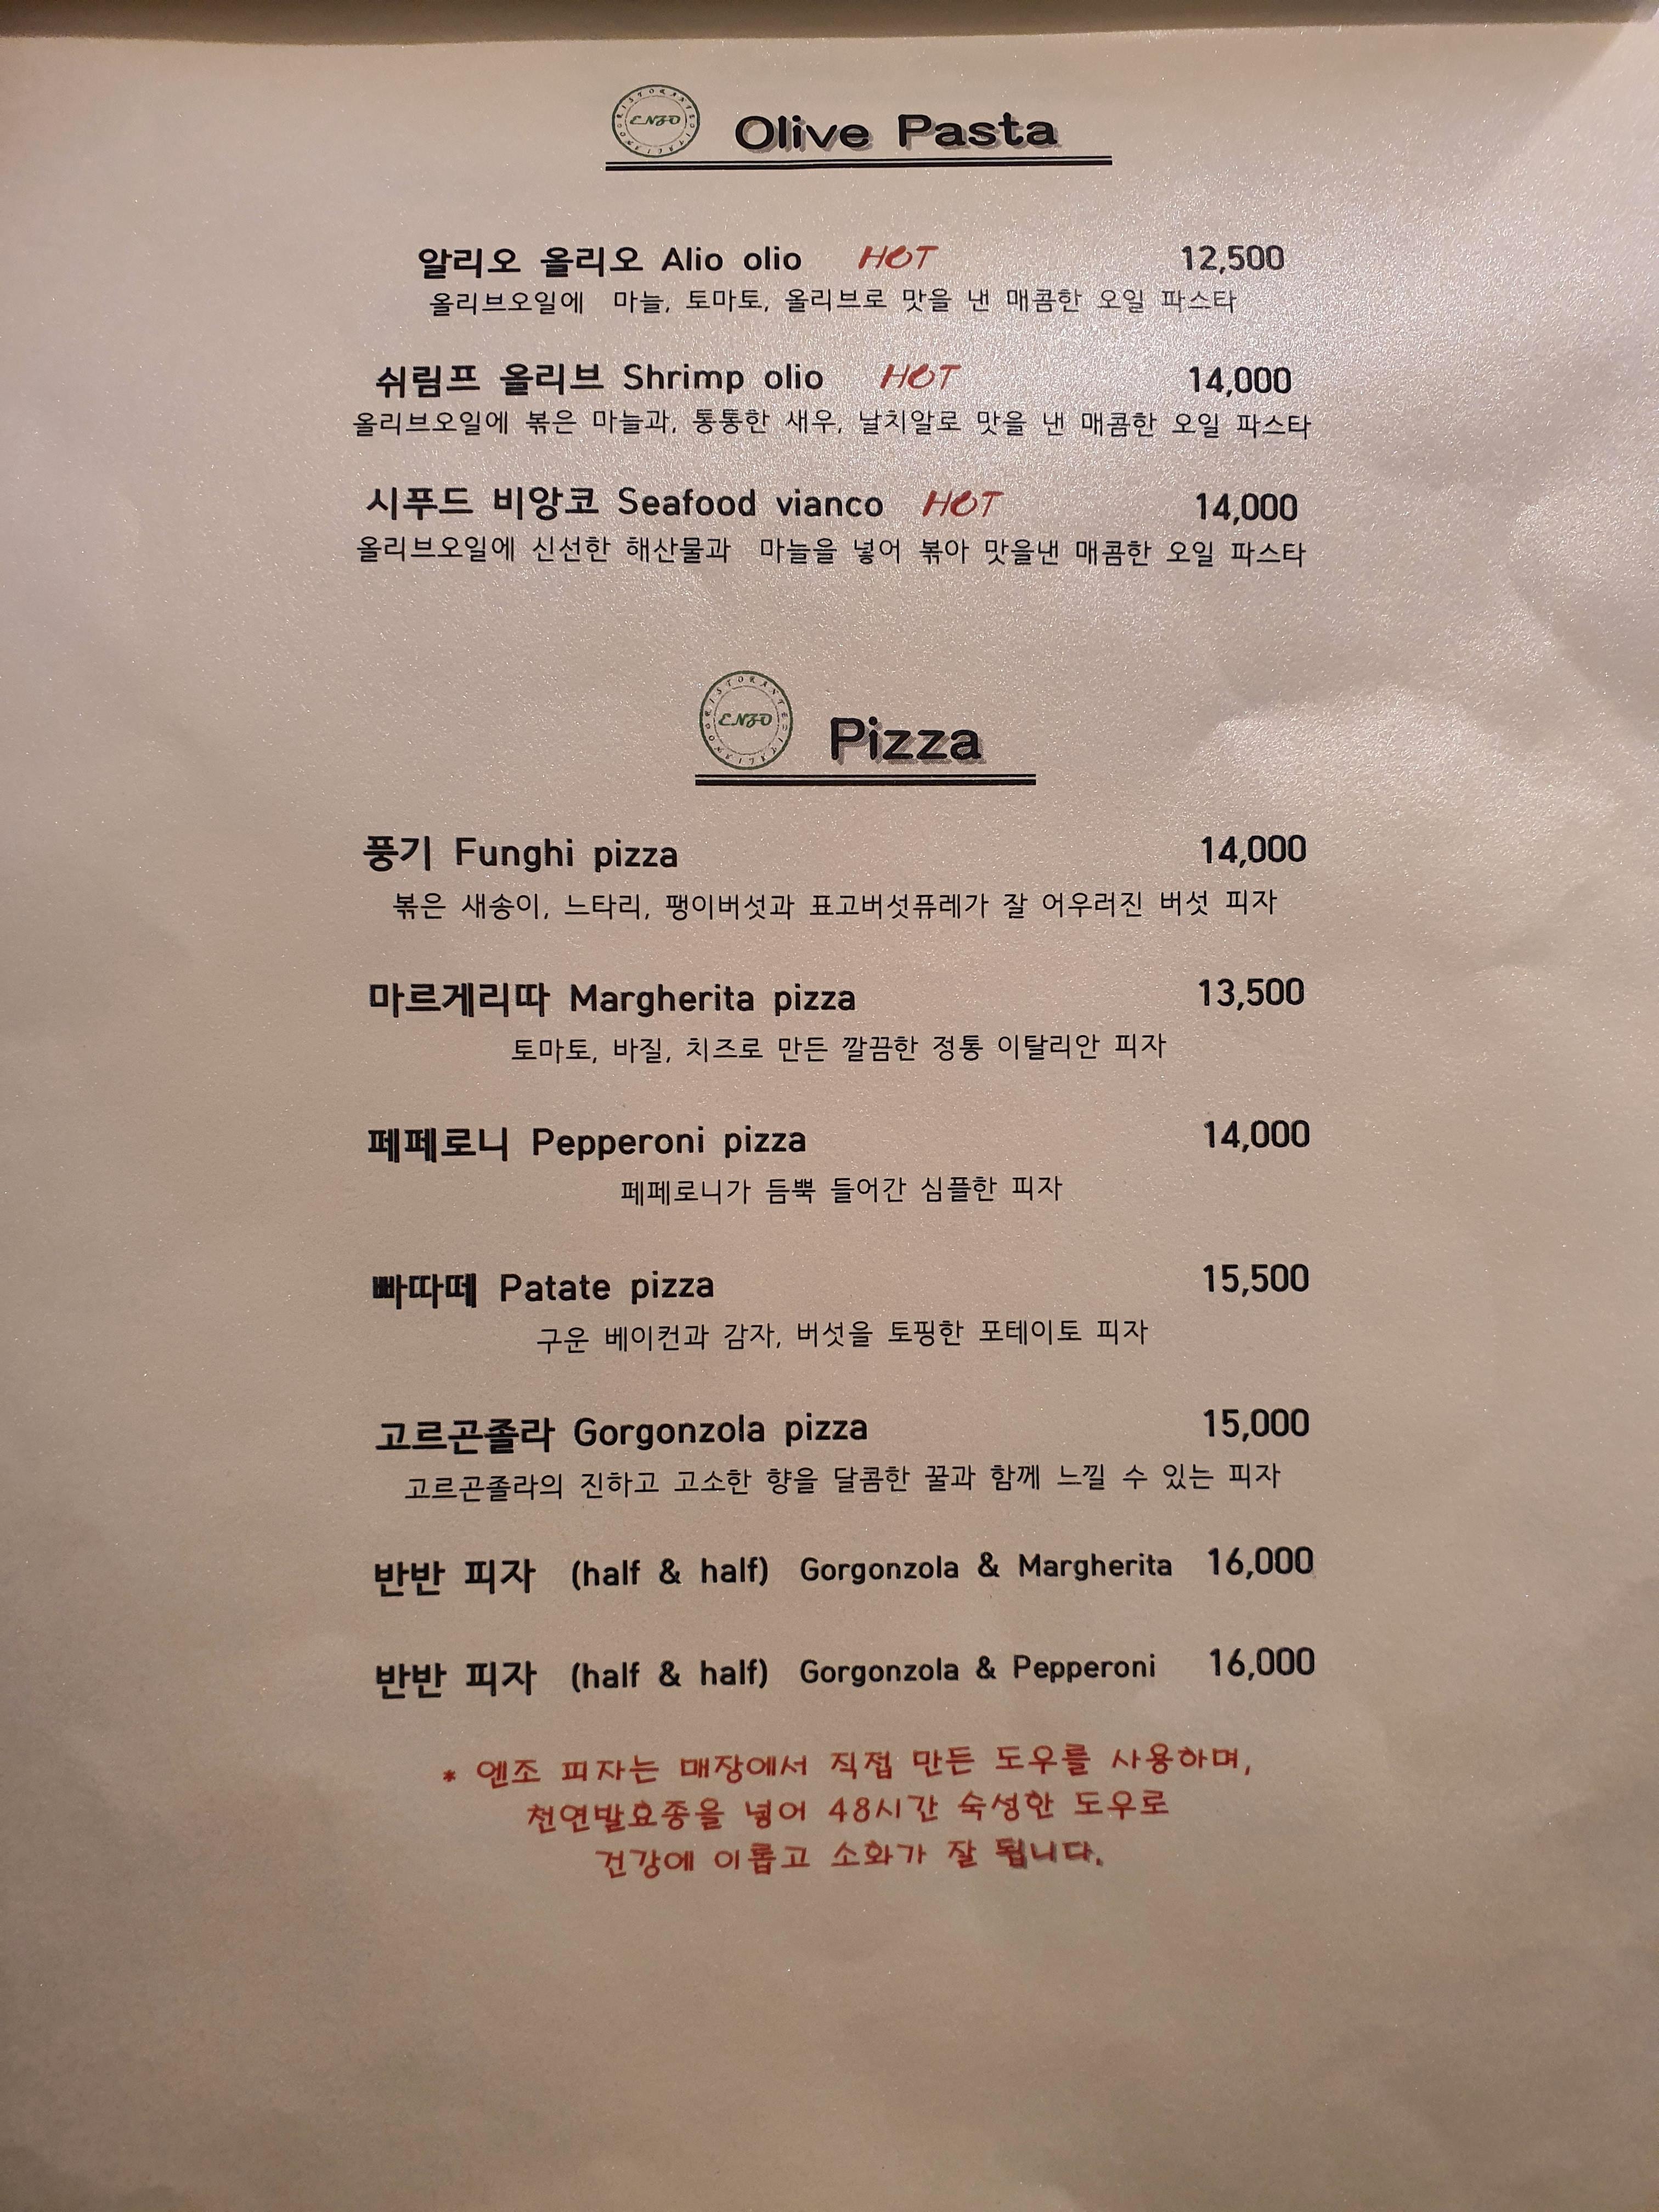 RISTORANTE ITALIANO
ENZO
Olive Pasta
알리오 올리오 Alio olio HOT 12,500
올리브오일에 마늘, 토마토, 올리브로 맛을 낸 매콤한 오일 파스타
쉬림프 올리브 Shrimp olio HOT 14,000
올리브오일에 볶은 마늘과, 통통한 새우, 날치알로 맛을 낸 매콤한 오일 파스타
시푸드 비앙코 Seafood vianco HOT 14,000
올리브오일에 신선한 해산물과 마늘을 넣어 볶아 맛을낸 매콤한 오일 파스타
RISTORANTE ITALIANO
ENZO
Pizza
풍기 Funghi pizza 14,000
볶은 새송이, 느타리, 팽이버섯과 표고버섯퓨레가 잘 어우러진 버섯 피자
마르게리따 Margherita pizza 13,500
토마토, 바질, 치즈로 만든 깔끔한 정통 이탈리안 피자
페페로니 Pepperoni pizza 14,000
페페로니가 듬뿍 들어간 심플한 피자
빠따떼 Patate pizza 15,500
구운 베이컨과 감자, 버섯을 토핑한 포테이토 피자
고르곤졸라 Gorgonzola pizza 15,000
고르곤졸라의 진하고 고소한 향을 달콤한 꿀과 함께 느낄 수 있는 피자
반반 피자 (half & half) Gorgonzola & Margherita 16,000
반반 피자 (half & half) Gorgonzola & Pepperoni 16,000
* 엔조 피자는 매장에서 직접 만든 도우를 사용하며,
천연발효종을 넣어 48시간 숙성한 도우로
건강에 이롭고 소화가 잘 됩니다.